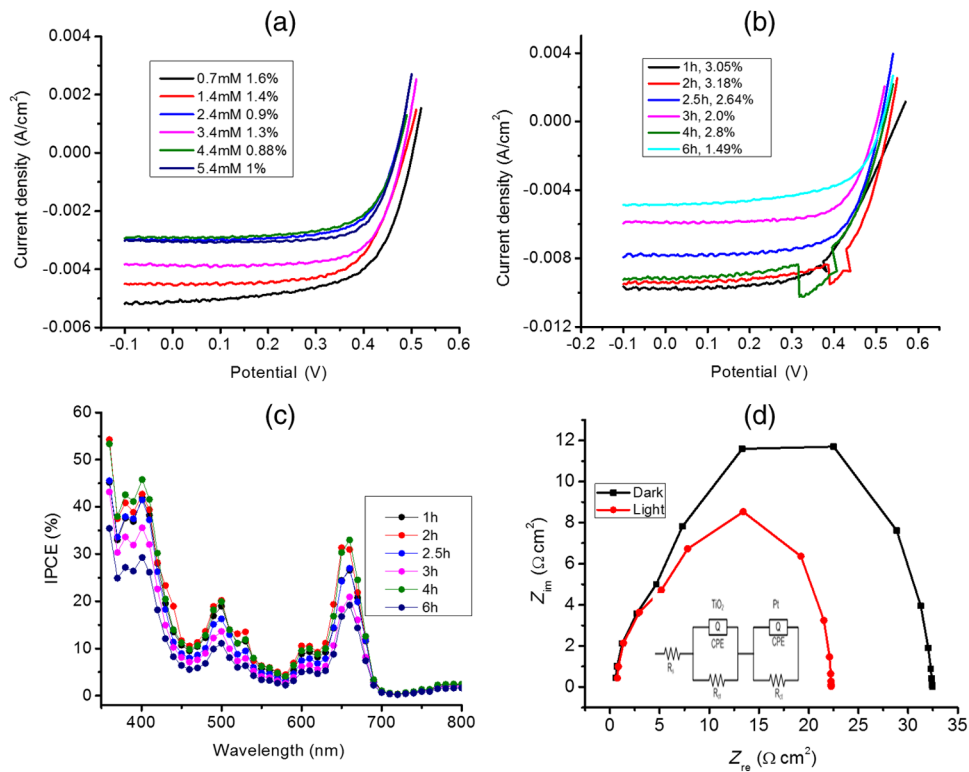 (a)
0.004
0.002
0.000
-0.002
-0.004
-0.006
Current density (A/cm²)
0.7mM 1.6%
1.4mM 1.4%
2.4mM 0.9%
3.4mM 1.3%
4.4mM 0.88%
5.4mM 1%
-0.1 0.0 0.1 0.2 0.3 0.4 0.5 0.6
Potential (V)
(b)
0.004
0.000
-0.004
-0.008
-0.012
Current density (A/cm²)
1h, 3.05%
2h, 3.18%
2.5h, 2.64%
3h, 2.0%
4h, 2.8%
6h, 1.49%
-0.2 -0.1 0.0 0.1 0.2 0.3 0.4 0.5 0.6
Potential (V)
(c)
60
50
40
30
20
10
0
IPCE (%)
1h
2h
2.5h
3h
4h
6h
400 500 600 700 800
Wavelength (nm)
(d)
12
10
8
6
4
2
0
Zim (Ω cm²)
Dark
Light
TiO₂ Pt
Q Q
CPE CPE
0 5 10 15 20 25 30 35
Zre (Ω cm²)